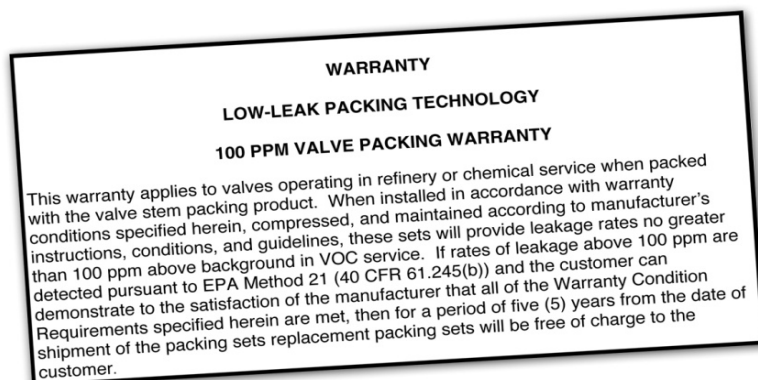 WARRANTY
LOW-LEAK PACKING TECHNOLOGY
100 PPM VALVE PACKING WARRANTY
This warranty applies to valves operating in refinery or chemical service when packed
with the valve stem packing product.  When installed in accordance with warranty
conditions specified herein, compressed, and maintained according to manufacturer's
instructions, conditions, and guidelines, these sets will provide leakage rates no greater
than 100 ppm above background in VOC service.  If rates of leakage above 100 ppm are
detected pursuant to EPA Method 21 (40 CFR 61.245(b)) and the customer can
demonstrate to the satisfaction of the manufacturer that all of the Warranty Condition
Requirements specified herein are met, then for a period of five (5) years from the date of
shipment of the packing sets replacement packing sets will be free of charge to the
customer.